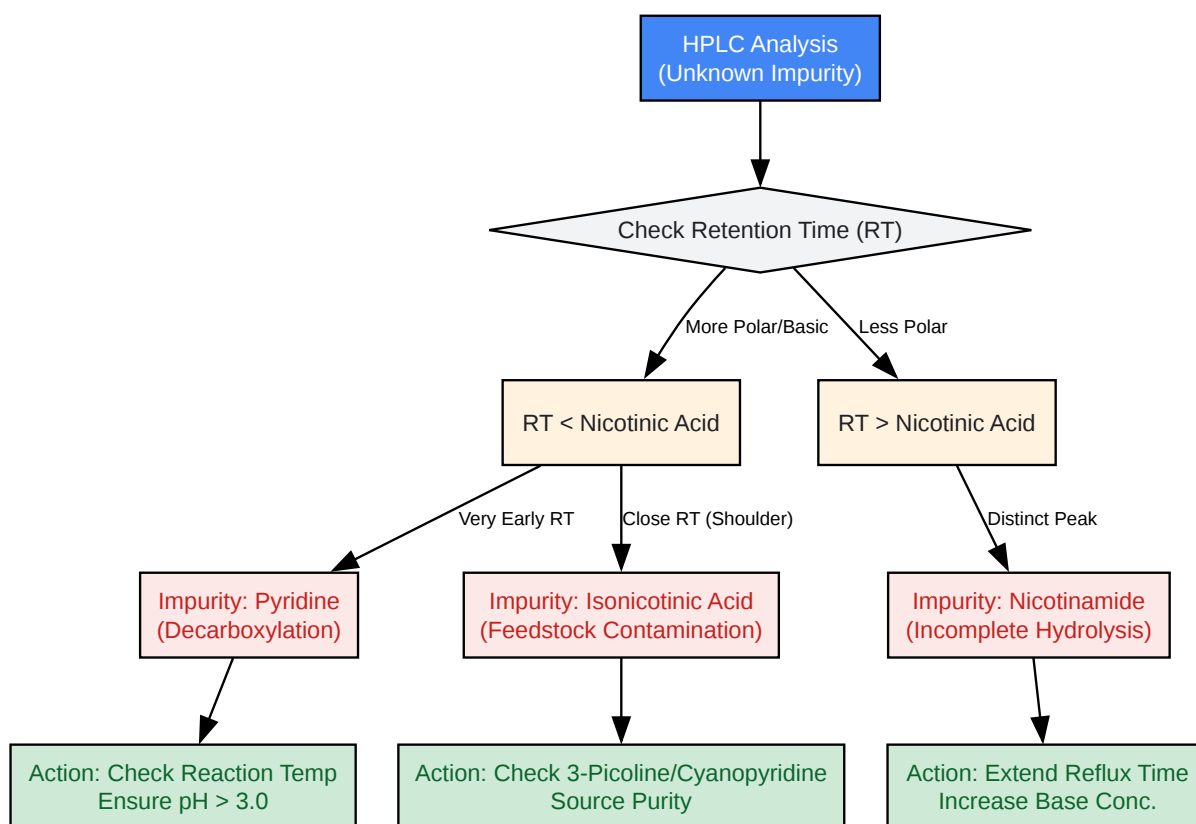 HPLC Analysis
(Unknown Impurity)
Check Retention Time (RT)
More Polar/Basic
Less Polar
RT < Nicotinic Acid
RT > Nicotinic Acid
Very Early RT
Close RT (Shoulder)
Distinct Peak
Impurity: Pyridine
(Decarboxylation)
Impurity: Isonicotinic Acid
(Feedstock Contamination)
Impurity: Nicotinamide
(Incomplete Hydrolysis)
Action: Check Reaction Temp
Ensure pH > 3.0
Action: Check 3-Picoline/Cyanopyridine
Source Purity
Action: Extend Reflux Time
Increase Base Conc.